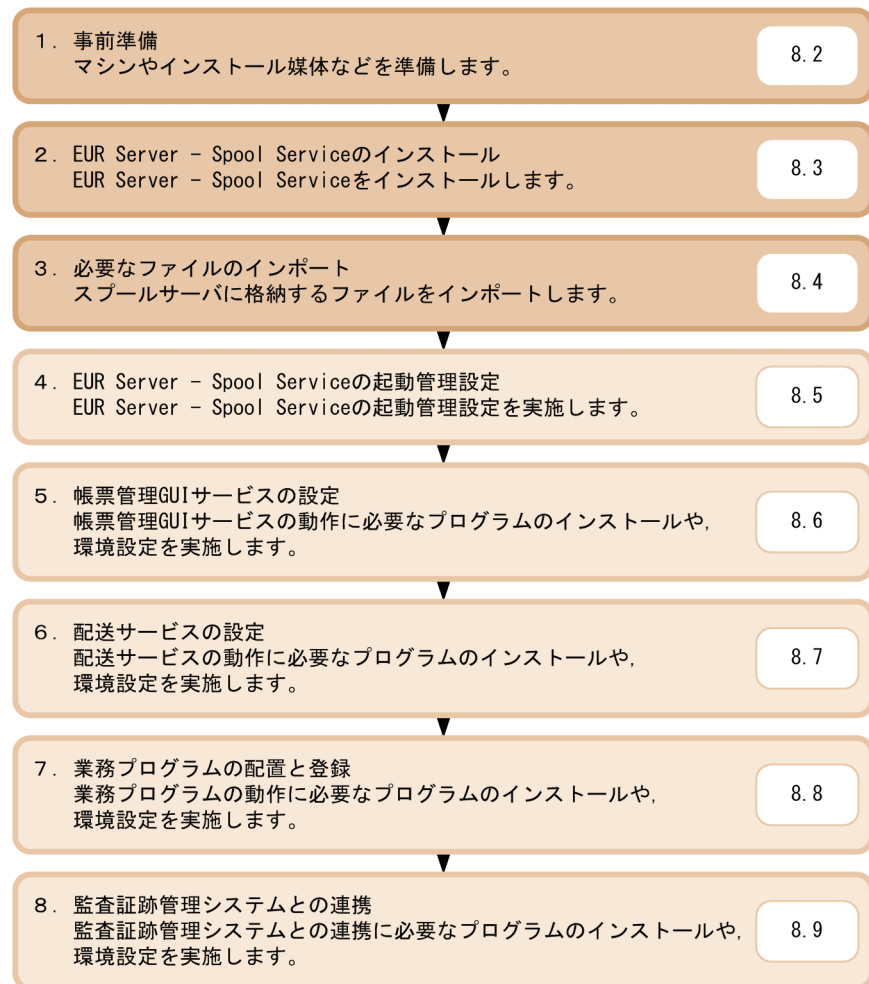 1. 事前準備
マシンやインストール媒体などを準備します。
8.2
2. EUR Server － Spool Serviceのインストール
EUR Server － Spool Serviceをインストールします。
8.3
3. 必要なファイルのインポート
スプールサーバに格納するファイルをインポートします。
8.4
4. EUR Server － Spool Serviceの起動管理設定
EUR Server － Spool Serviceの起動管理設定を実施します。
8.5
5. 帳票管理GUIサービスの設定
帳票管理GUIサービスの動作に必要なプログラムのインストールや,
環境設定を実施します。
8.6
6. 配送サービスの設定
配送サービスの動作に必要なプログラムのインストールや,
環境設定を実施します。
8.7
7. 業務プログラムの配置と登録
業務プログラムの動作に必要なプログラムのインストールや,
環境設定を実施します。
8.8
8. 監査証跡管理システムとの連携
監査証跡管理システムとの連携に必要なプログラムのインストールや,
環境設定を実施します。
8.9